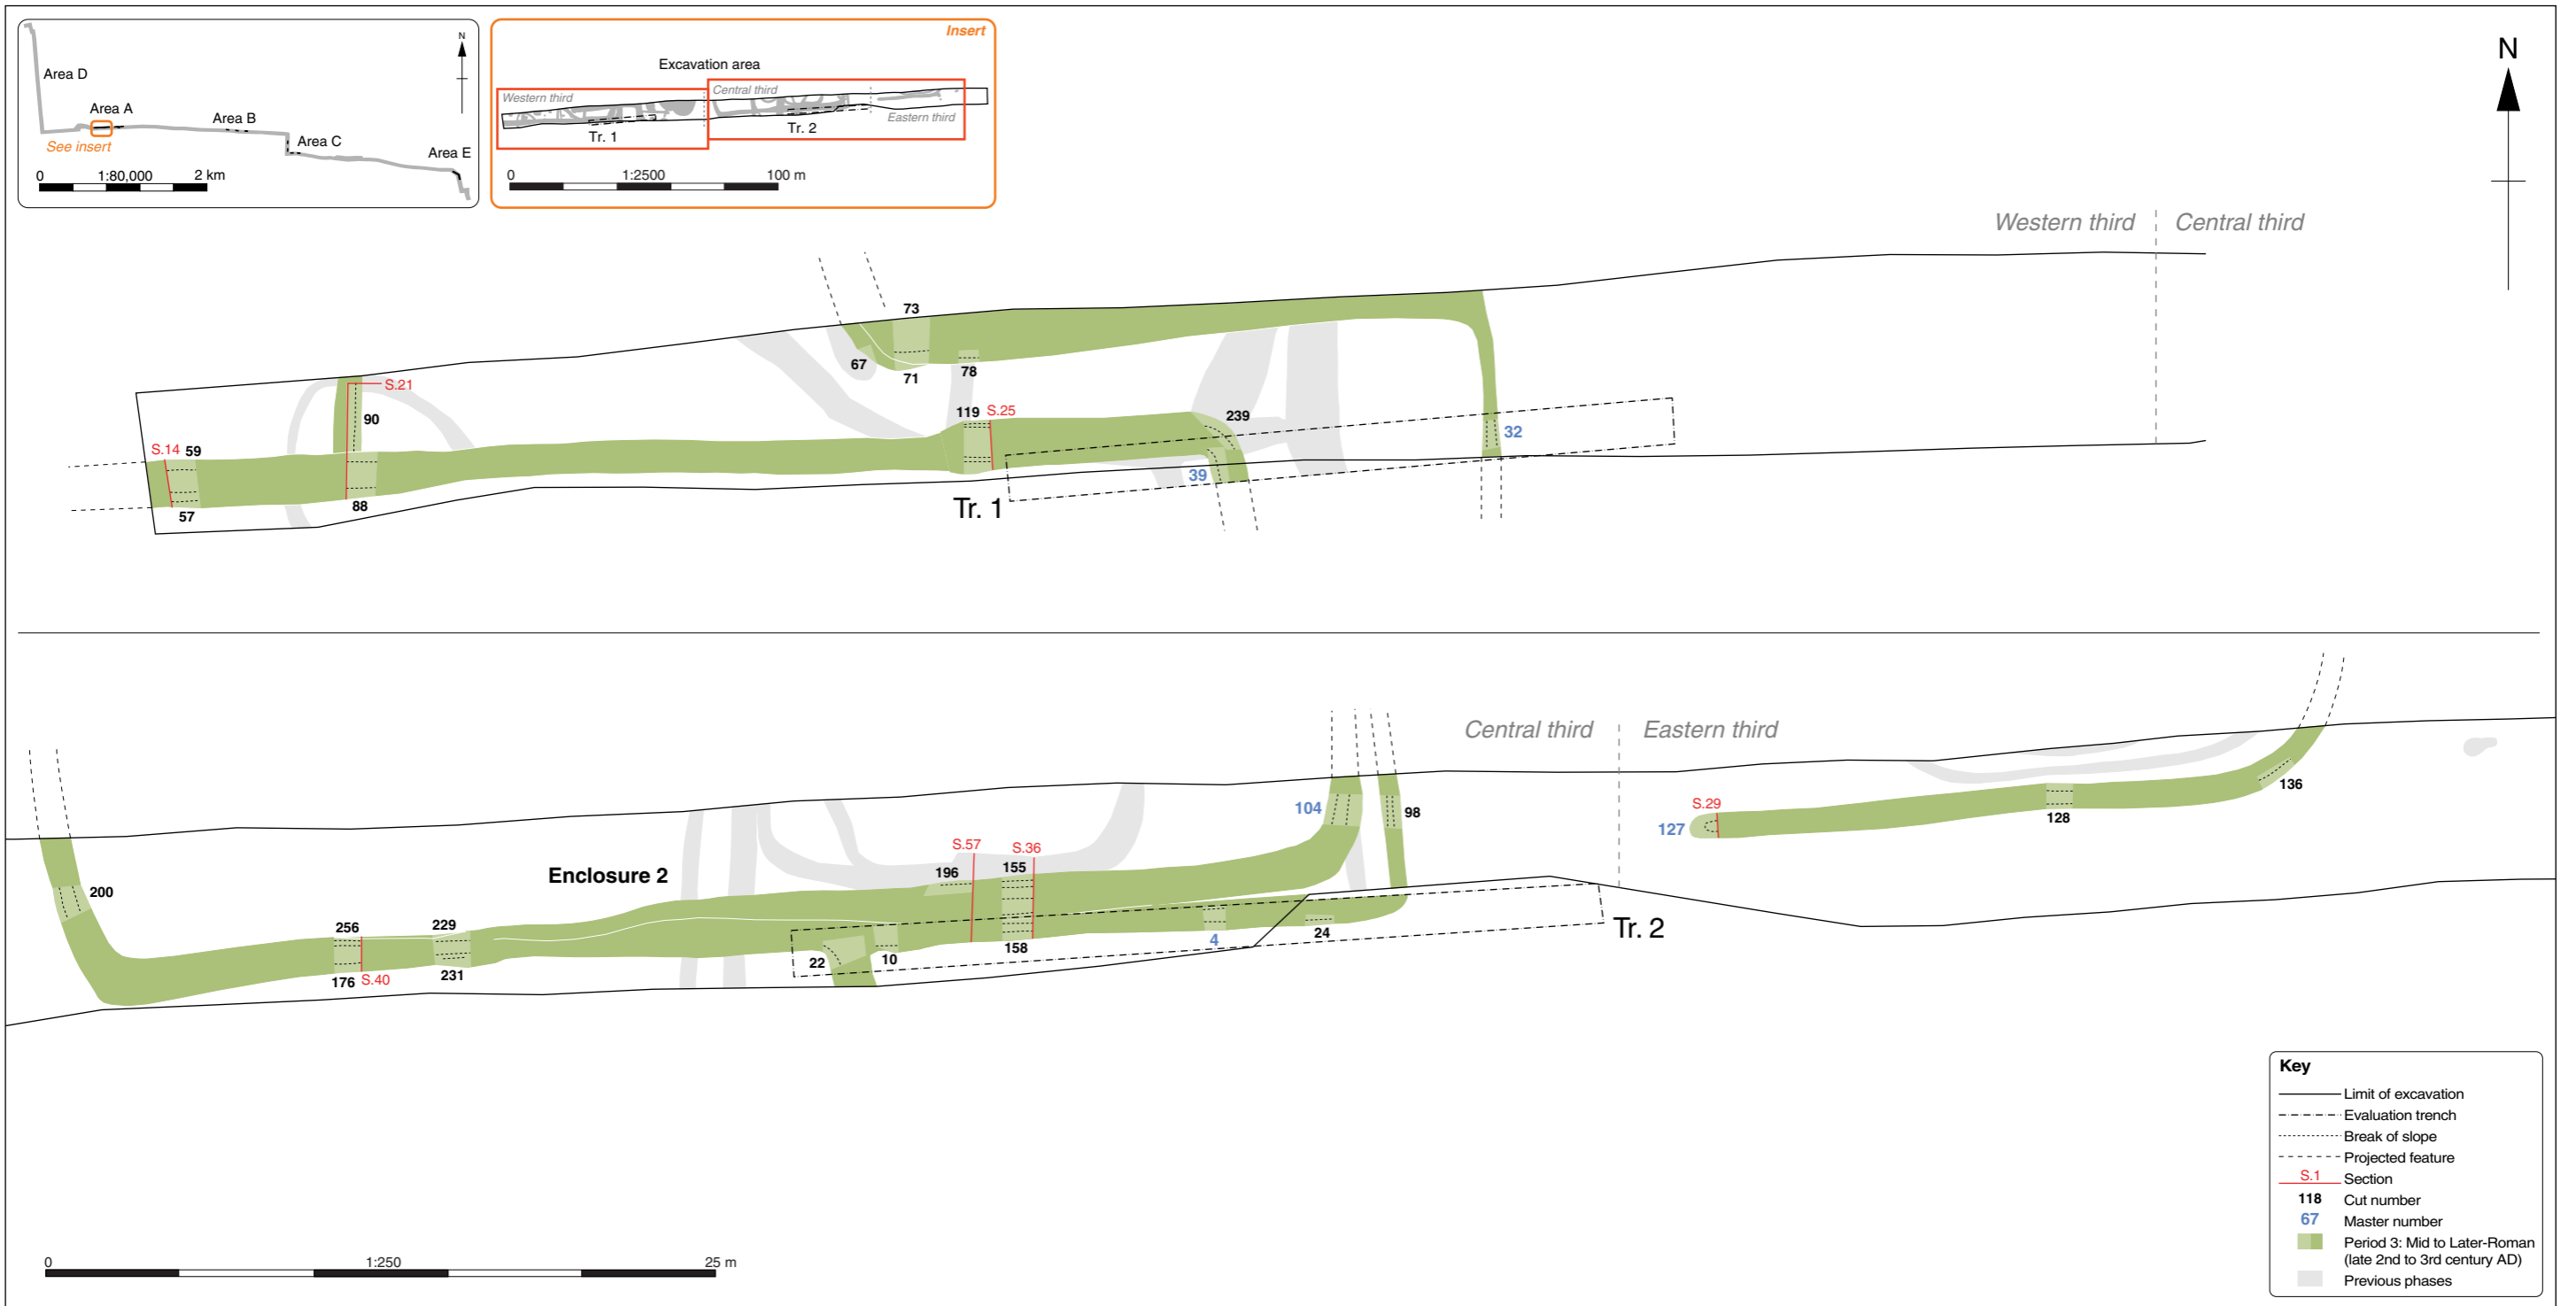 N
Area D
Area A
Area B
See insert
Area C
Area E
0 1:80,000 2 km
Insert
Excavation area
Western third
Central third
Tr. 1
Tr. 2
Eastern third
0 1:2500 100 m
N
Western third Central third
73
67
71
78
S.21
90
S.14 59
57
88
119 S.25
239
32
39
Tr. 1
Central third Eastern third
104
98
S.29
127
128
136
Enclosure 2
S.57
S.36
196
155
200
256
229
176 S.40
231
22
10
158
4
24
Tr. 2
0 1:250 25 m
Key
Limit of excavation
Evaluation trench
Break of slope
Projected feature
S.1 Section
118 Cut number
67 Master number
Period 3: Mid to Later-Roman
(late 2nd to 3rd century AD)
Previous phases